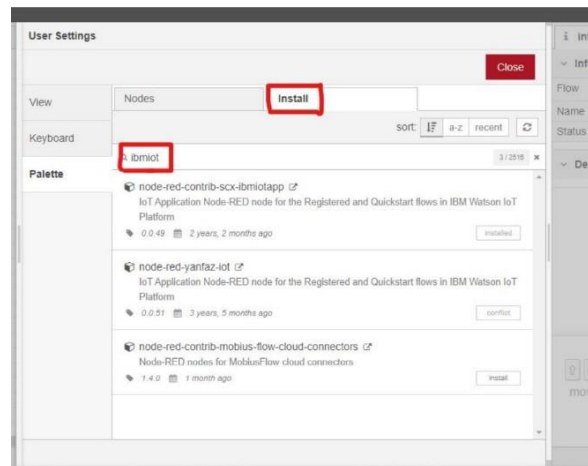 User Settings
Close
View
Keyboard
Palette
Nodes
Install
sort:
a-z
recent
ibmiot
3 / 2518
node-red-contrib-scx-ibmiotapp
IoT Application Node-RED node for the Registered and Quickstart flows in IBM Watson IoT
Platform
0.0.49
2 years, 2 months ago
installed
node-red-yanfaz-iot
IoT Application Node-RED node for the Registered and Quickstart flows in IBM Watson IoT
Platform
0.0.51
3 years, 5 months ago
conflict
node-red-contrib-mobius-flow-cloud-connectors
Node-RED nodes for MobiusFlow cloud connectors
1.4.0
1 month ago
install
i in
Inf
Flow
Name
Status
De
mov